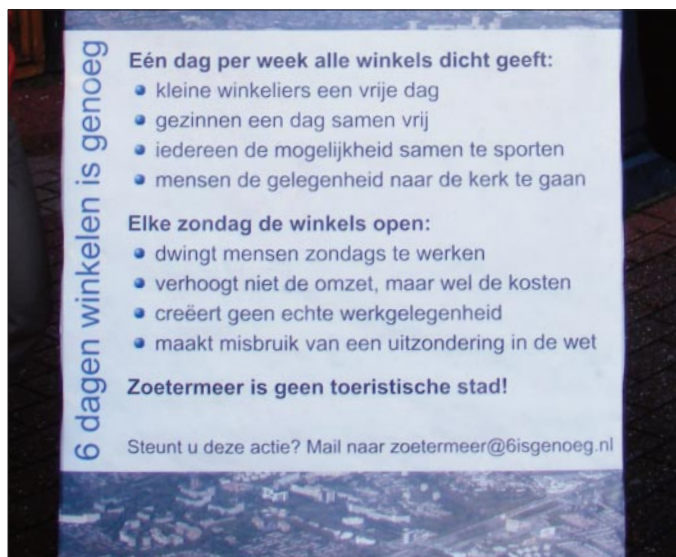 6 dagen winkelen is genoeg
Eén dag per week alle winkels dicht geeft:
kleine winkeliers een vrije dag
gezinnen een dag samen vrij
iedereen de mogelijkheid samen te sporten
mensen de gelegenheid naar de kerk te gaan
Elke zondag de winkels open:
dwingt mensen zondags te werken
verhoogt niet de omzet, maar wel de kosten
creëert geen echte werkgelegenheid
maakt misbruik van een uitzondering in de wet
Zoetermeer is geen toeristische stad!
Steunt u deze actie? Mail naar zoetermeer@6isgenoeg.nl